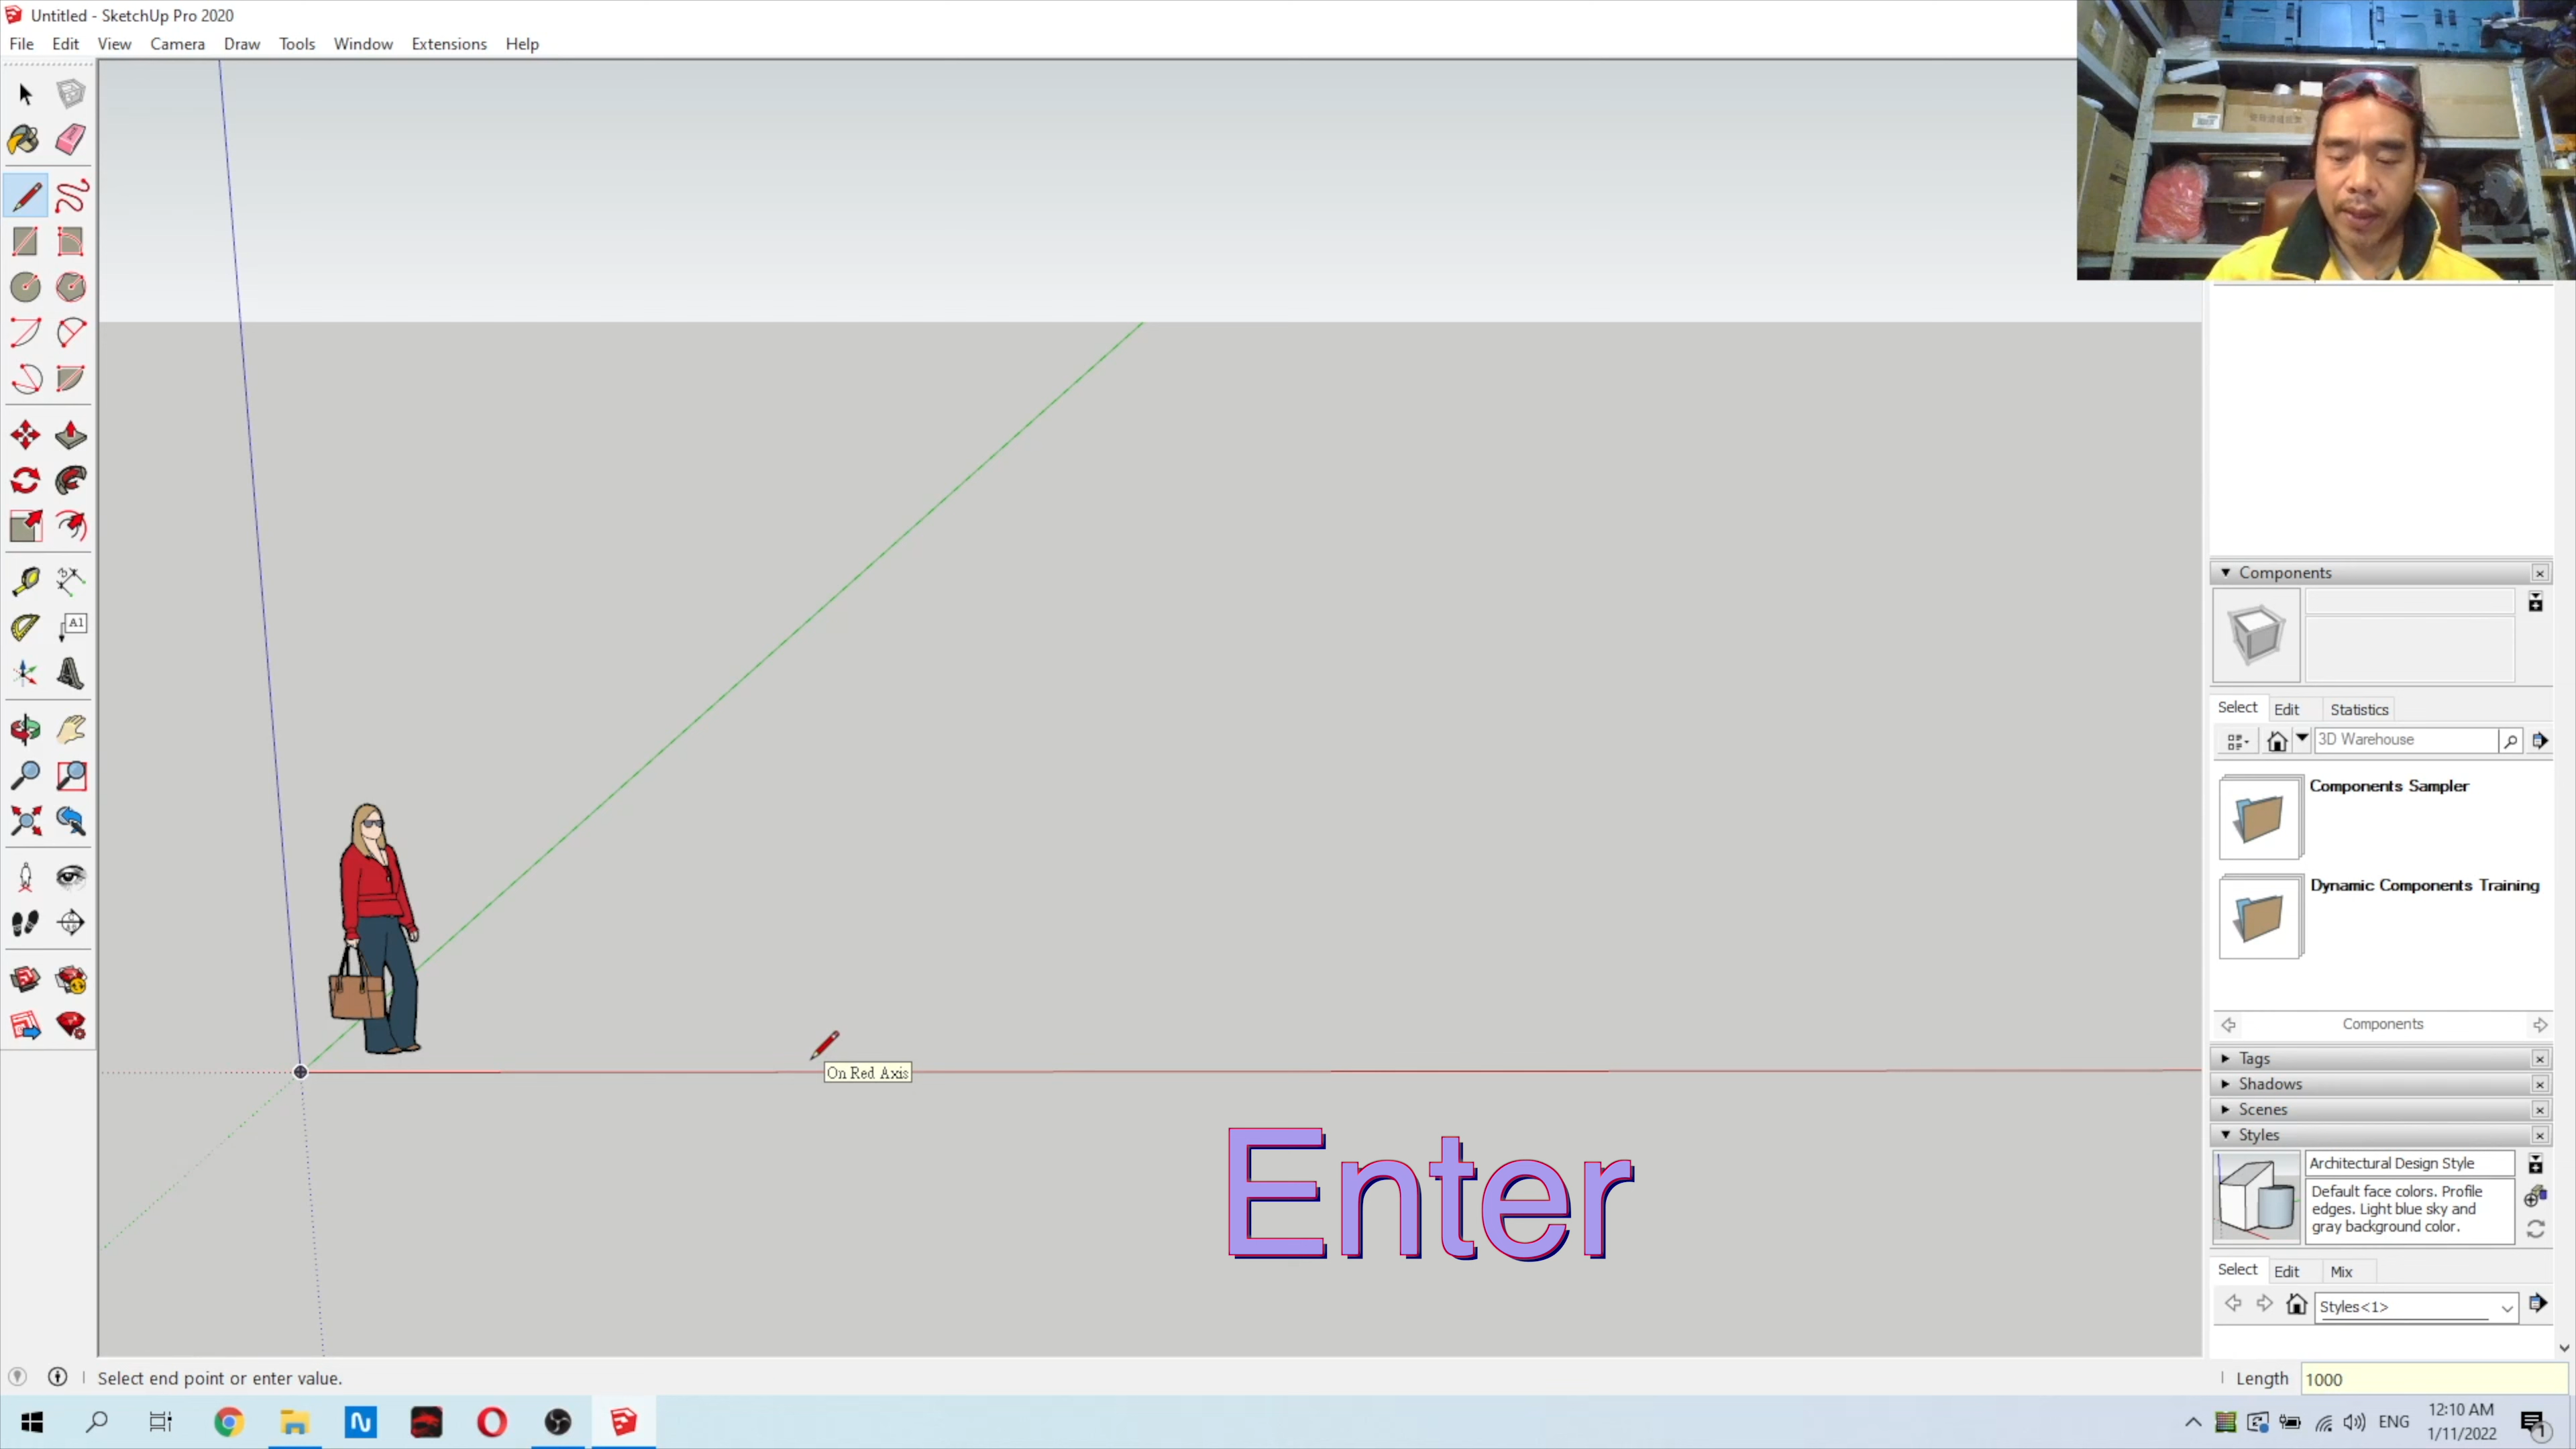 Untitled - SketchUp Pro 2020
File Edit View Camera Draw Tools Window Extensions Help
A1
Components
Select Edit Statistics
3D Warehouse
Components Sampler
Dynamic Components Training
Components
Tags
Shadows
Scenes
Styles
Architectural Design Style
Default face colors. Profile
edges. Light blue sky and
gray background color.
Select Edit Mix
Styles<1>
On Red Axis
Enter
Select end point or enter value.
Length 1000
ENG
12:10 AM
1/11/2022
1